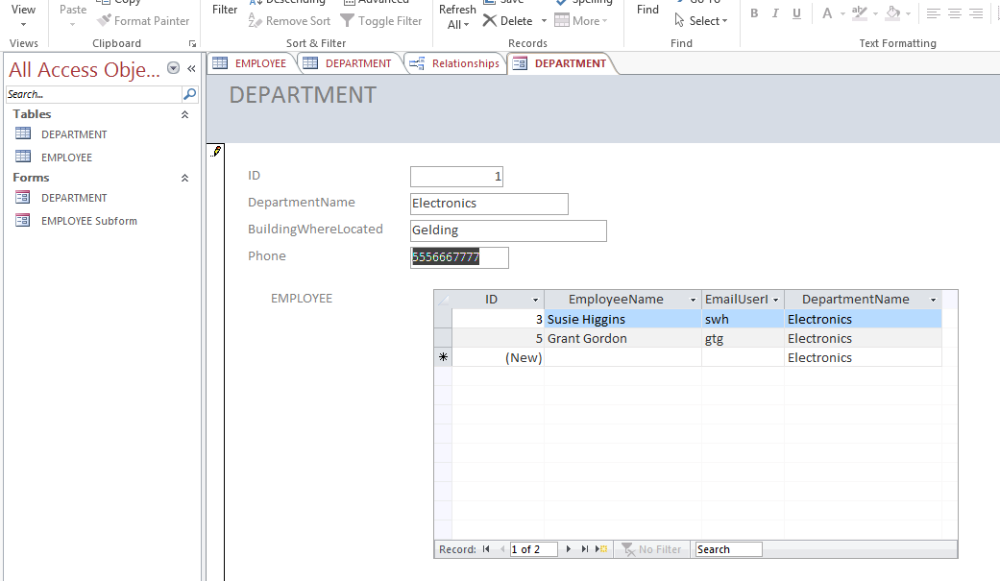 View
Paste
Copy
Format Painter
Filter
Descending
Remove Sort
Advanced
Toggle Filter
Refresh
All
Save
Delete
Spelling
More
Find
Go To
Select
B I U A ab
Views
Clipboard
Sort & Filter
Records
Find
Text Formatting
All Access Obje...
Search...
Tables
DEPARTMENT
EMPLOYEE
Forms
DEPARTMENT
EMPLOYEE Subform
EMPLOYEE DEPARTMENT Relationships DEPARTMENT
DEPARTMENT
ID 1
DepartmentName Electronics
BuildingWhereLocated Gelding
Phone 5556667777
EMPLOYEE
ID EmployeeName EmailUserI DepartmentName
3 Susie Higgins swh Electronics
5 Grant Gordon gtg Electronics
(New) Electronics
Record: 1 of 2 No Filter Search